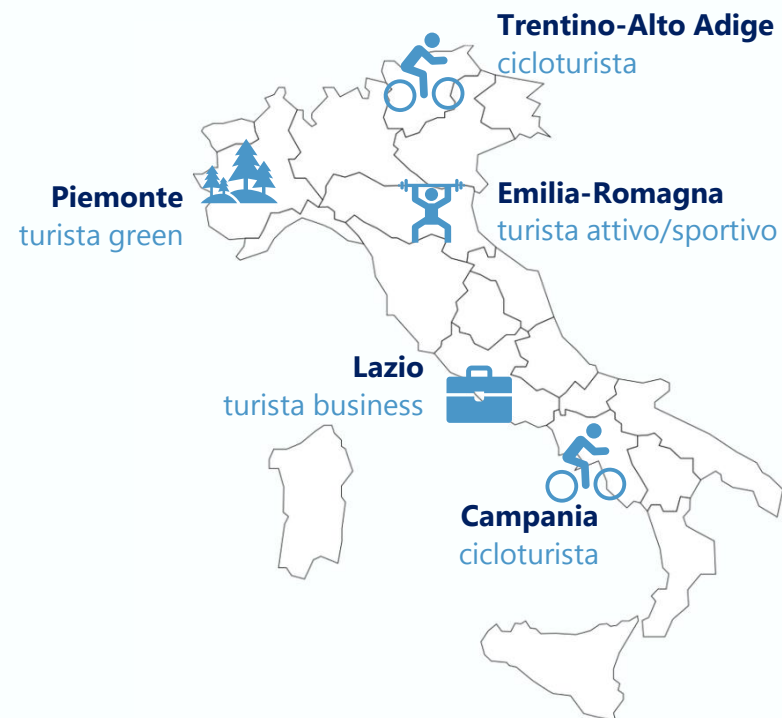 Trentino-Alto Adige
cicloturista
Piemonte
turista green
Emilia-Romagna
turista attivo/sportivo
Lazio
turista business
Campania
cicloturista